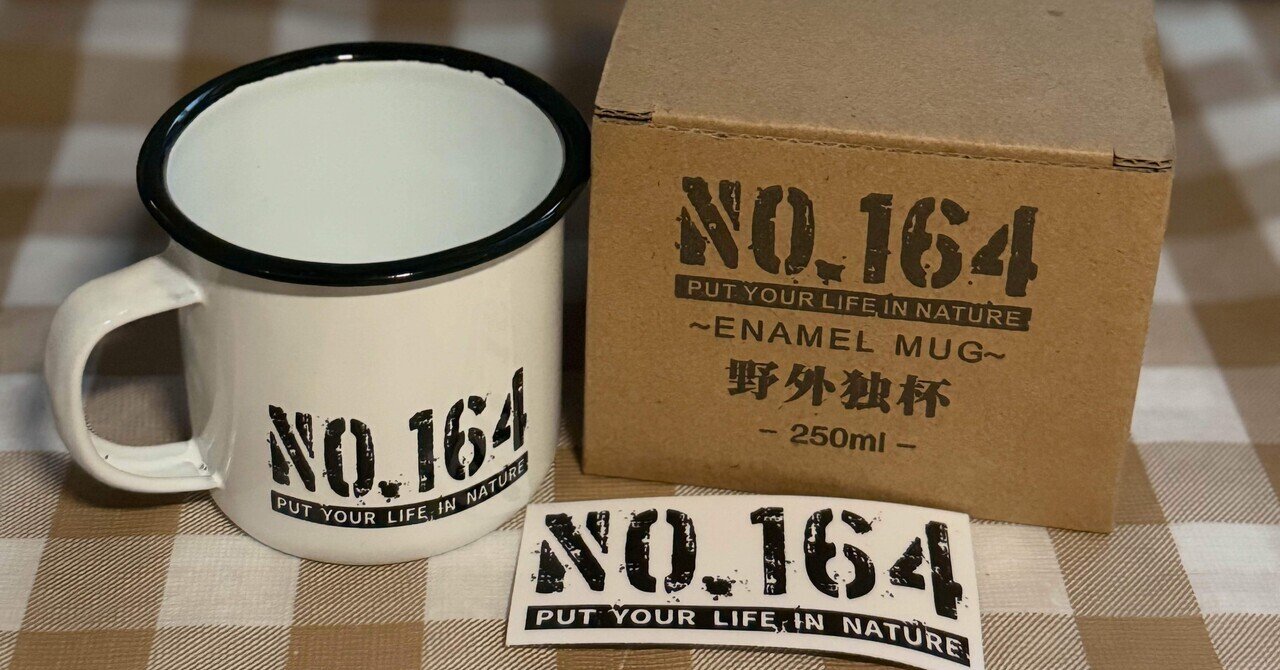 NO.164
PUT YOUR LIFE IN NATURE
NO.164
PUT YOUR LIFE IN NATURE
~ENAMEL MUG~
野外独杯
- 250ml -
NO.164
PUT YOUR LIFE IN NATURE